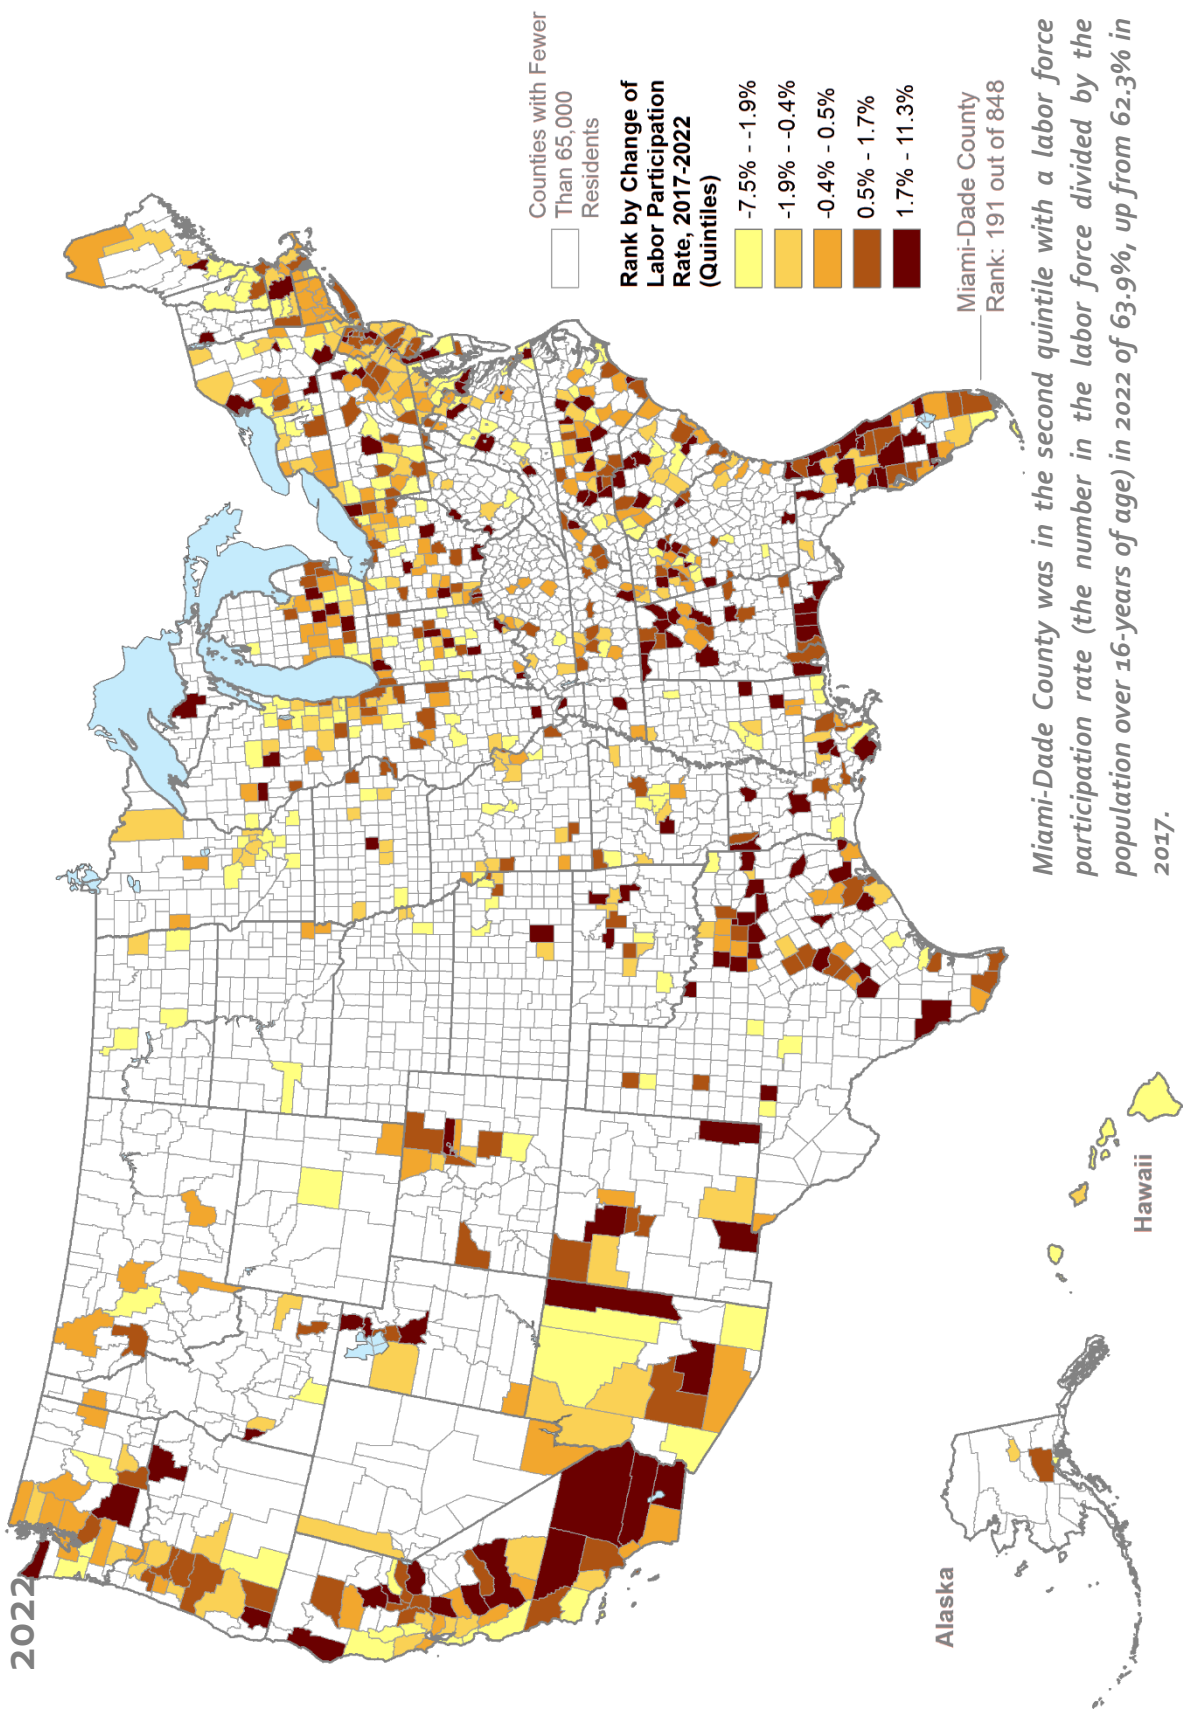 2022
Counties with Fewer
Than 65,000
Residents
Rank by Change of
Labor Participation
Rate, 2017-2022
(Quintiles)
-7.5% - -1.9%
-1.9% - -0.4%
-0.4% - 0.5%
0.5% - 1.7%
1.7% - 11.3%
Miami-Dade County
Rank: 191 out of 848
Alaska
Hawaii
Miami-Dade County was in the second quintile with a labor force
participation rate (the number in the labor force divided by the
population over 16-years of age) in 2022 of 63.9%, up from 62.3% in
2017.